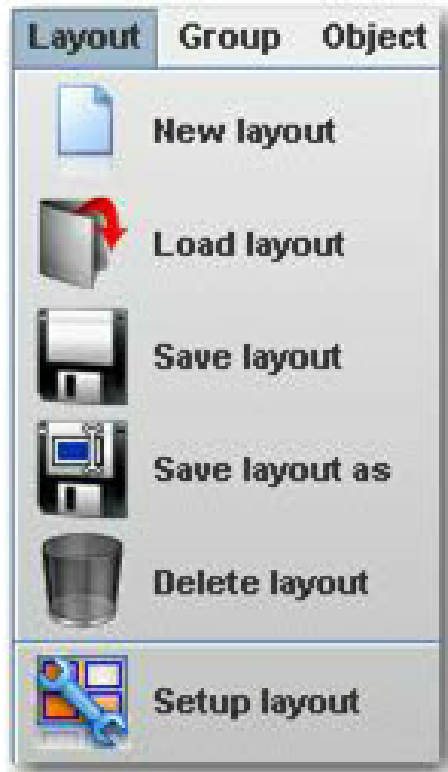 Layout Group Object
New layout
Load layout
Save layout
Save layout as
Delete layout
Setup layout